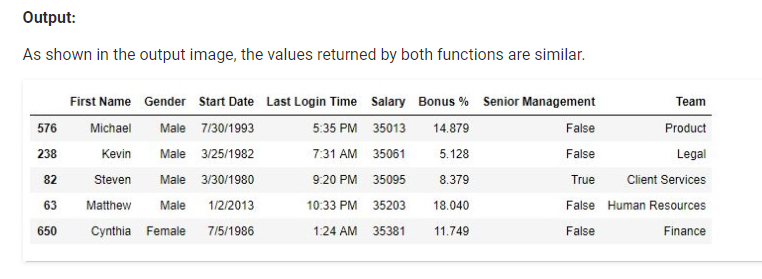 Output:
As shown in the output image, the values returned by both functions are similar.
First Name Gender Start Date Last Login Time Salary Bonus % Senior Management Team
576 Michael Male 7/30/1993 5:35 PM 35013 14.879 False Product
238 Kevin Male 3/25/1982 7:31 AM 35061 5.128 False Legal
82 Steven Male 3/30/1980 9:20 PM 35095 8.379 True Client Services
63 Matthew Male 1/2/2013 10:33 PM 35203 18.040 False Human Resources
650 Cynthia Female 7/5/1986 1:24 AM 35381 11.749 False Finance